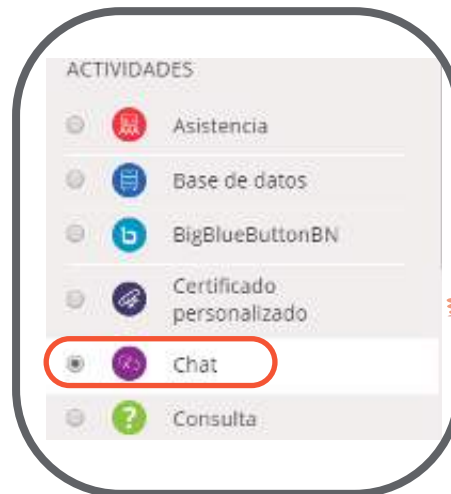 ACTIVIDADES
Asistencia
Base de datos
BigBlueButtonBN
Certificado
personalizado
Chat
Consulta